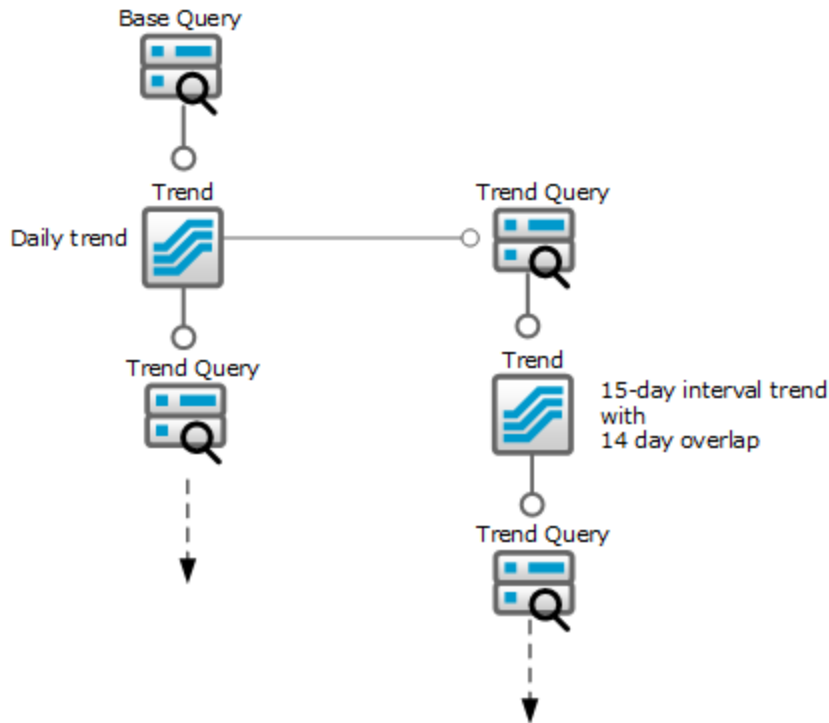 Base Query
Trend
Trend Query
Daily trend
Trend Query
Trend
15-day interval trend
with
14 day overlap
Trend Query